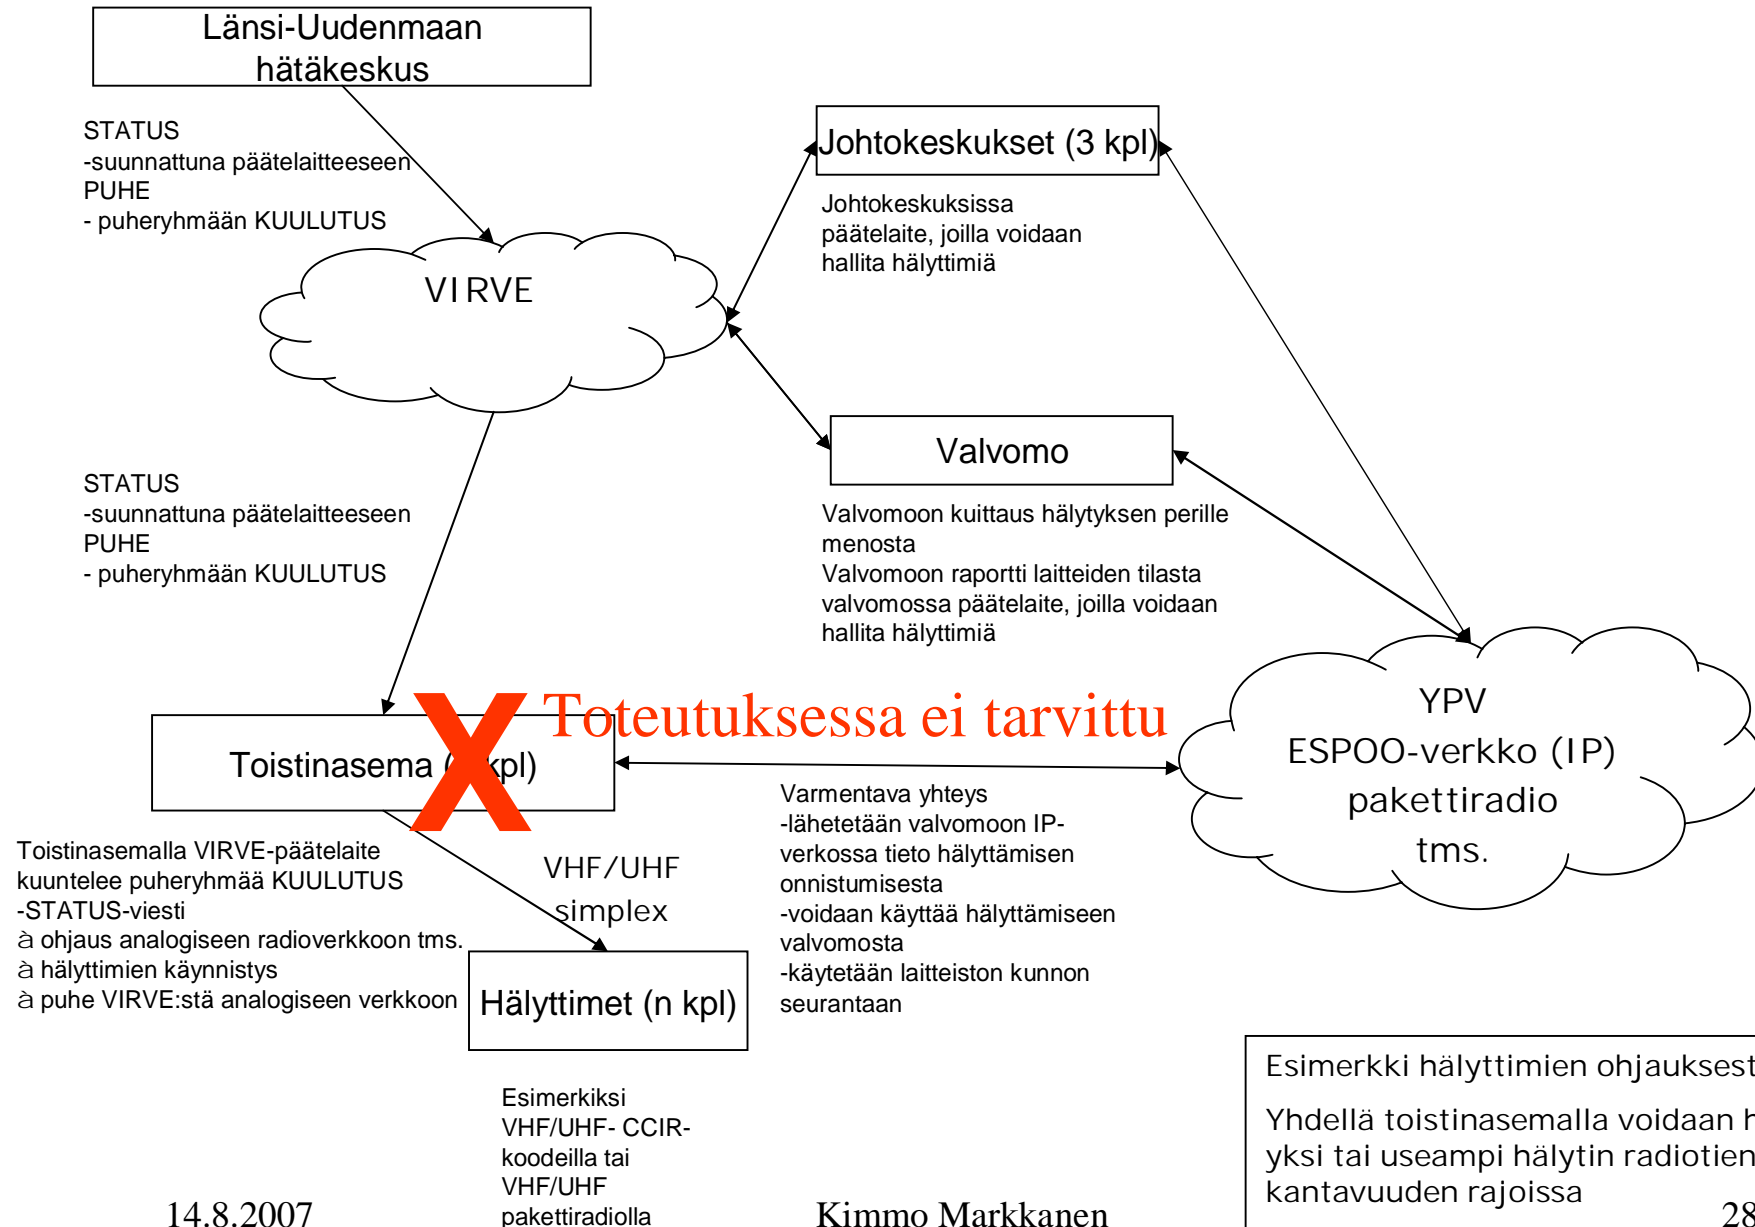 Länsi-Uudenmaan
hätäkeskus
STATUS
-suunnattuna päätelaitteeseen
PUHE
- puheryhmään KUULUTUS
VIRVE
Johtokeskukset (3 kpl)
Johtokeskuksissa
päätelaite, joilla voidaan
hallita hälyttimiä
Valvomo
Valvomoon kuittaus hälytyksen perille
menosta
Valvomoon raportti laitteiden tilasta
valvomossa päätelaite, joilla voidaan
hallita hälyttimiä
STATUS
-suunnattuna päätelaitteeseen
PUHE
- puheryhmään KUULUTUS
X
Toteutuksessa ei tarvittu
Toistinasema ( kpl)
YPV
ESPOO-verkko (IP)
pakettiradio
tms.
Toistinasemalla VIRVE-päätelaite
kuuntelee puheryhmää KUULUTUS
-STATUS-viesti
à ohjaus analogiseen radioverkkoon tms.
à hälyttimien käynnistys
à puhe VIRVE:stä analogiseen verkkoon
VHF/UHF
simplex
Varmentava yhteys
-lähetetään valvomoon IP-
verkossa tieto hälyttämisen
onnistumisesta
-voidaan käyttää hälyttämiseen
valvomosta
-käytetään laitteiston kunnon
seurantaan
Hälyttimet (n kpl)
Esimerkiksi
VHF/UHF- CCIR-
koodeilla tai
VHF/UHF
pakettiradiolla
Esimerkki hälyttimien ohjauksest
Yhdellä toistinasemalla voidaan h
yksi tai useampi hälytin radiotien
kantavuuden rajoissa
14.8.2007
Kimmo Markkanen
28